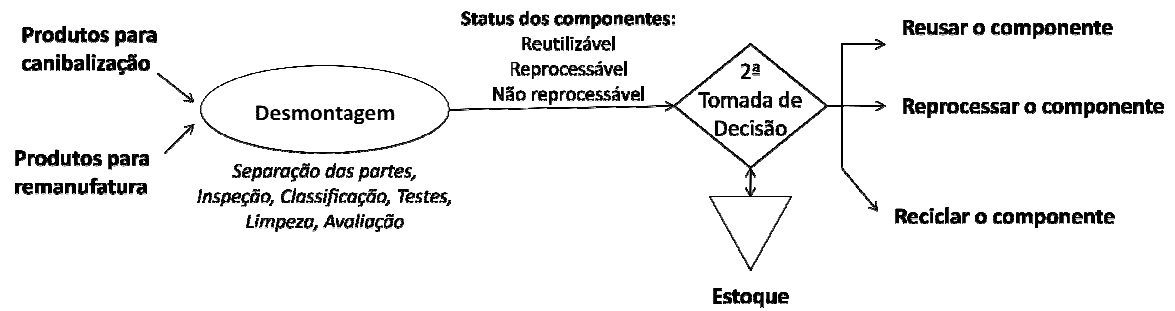 Produtos para
canibalização
Produtos para
remanufatura
Desmontagem
Separação das partes,
Inspeção, Classificação, Testes,
Limpeza, Avaliação
Status dos componentes:
Reutilizável
Reprocessável
Não reprocessável
2ª
Tomada de
Decisão
Estoque
Reusar o componente
Reprocessar o componente
Reciclar o componente